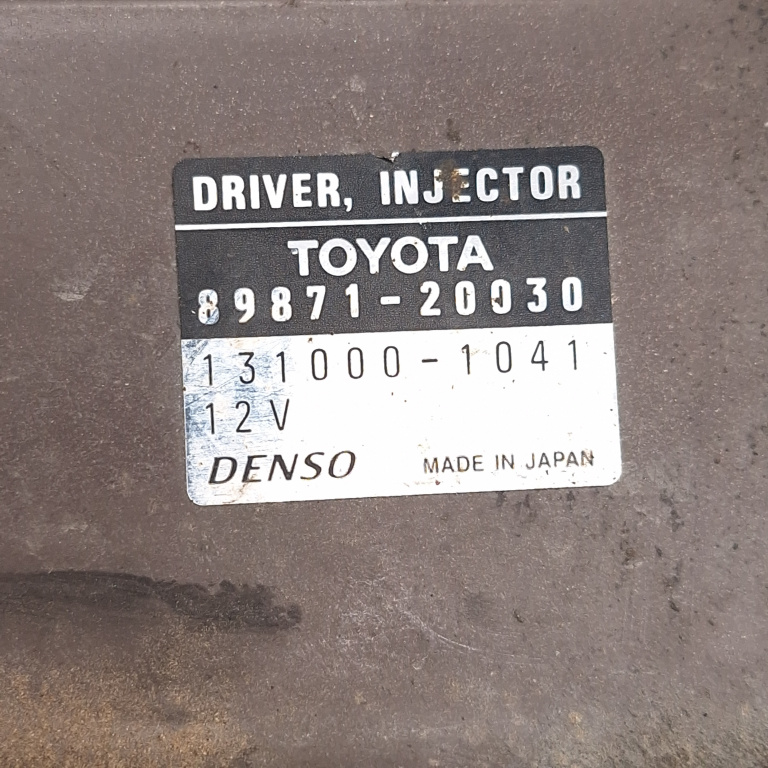 DRIVER, INJECTOR
TOYOTA
89871-20030
131000-1041
12V
DENSO MADE IN JAPAN